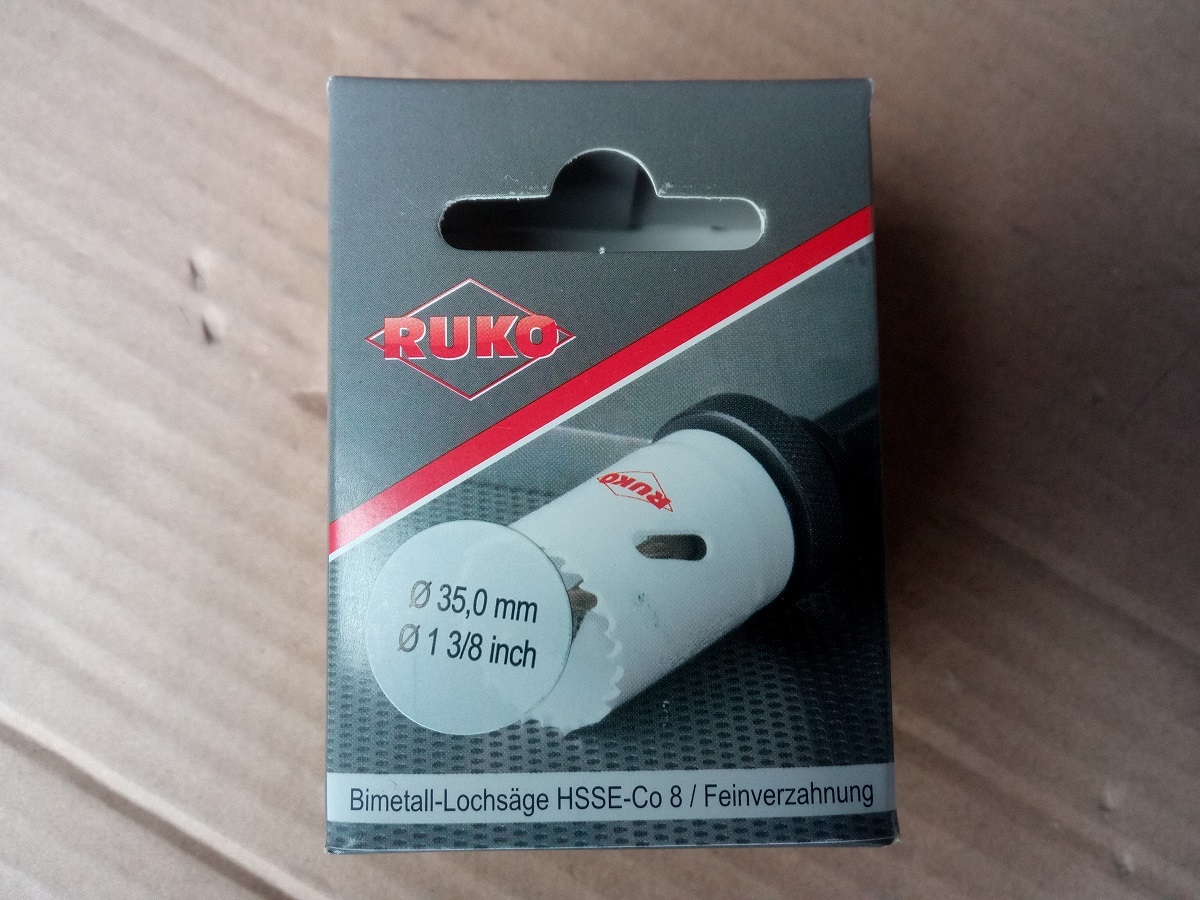 RUKO
RUKO
Ø 35,0 mm
Ø 1 3/8 inch
Bimetall-Lochsäge HSSE-Co 8 / Feinverzahnung